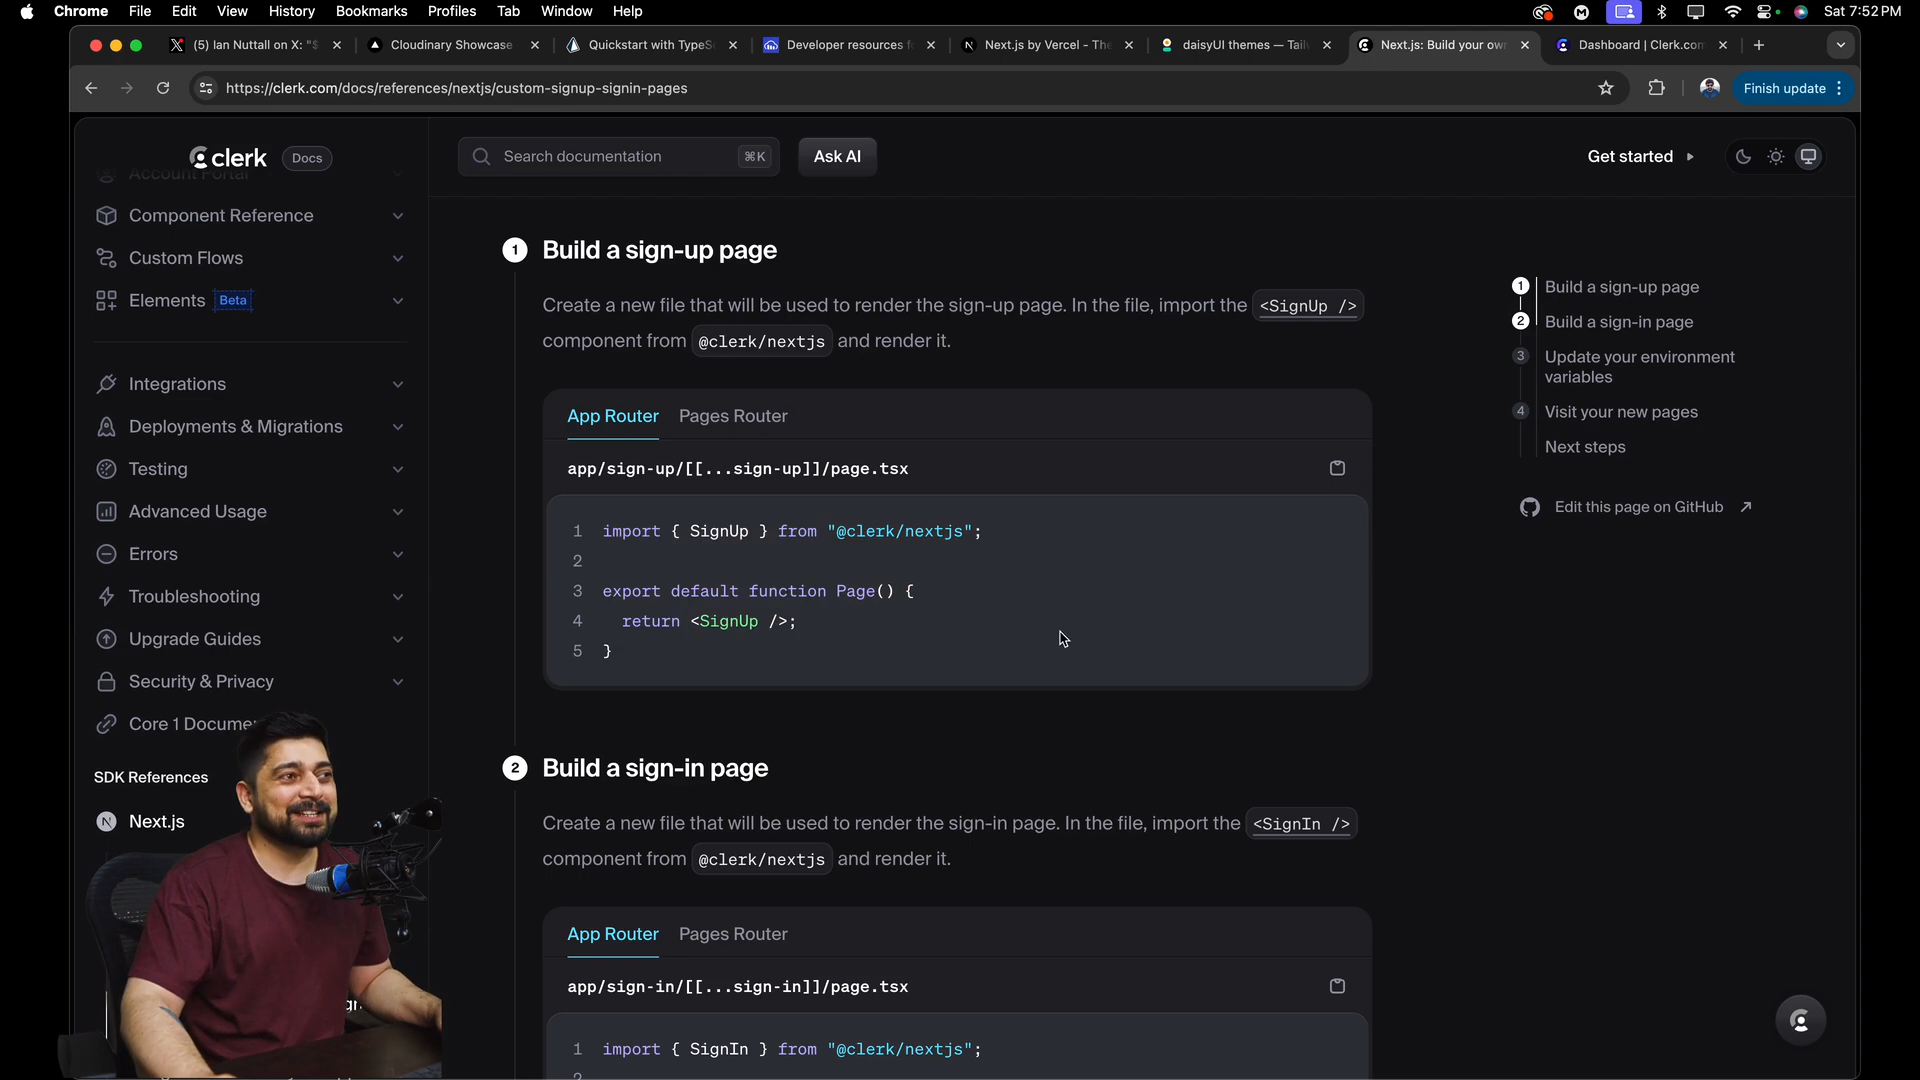 Chrome File Edit View History Bookmarks Profiles Tab Window Help
Sat 7:52 PM
(5) Ian Nuttall on X: "$
Cloudinary Showcase
Quickstart with TypeSc
Developer resources f
Next.js by Vercel - The
daisyUI themes — Tail
Next.js: Build your own
Dashboard | Clerk.com
https://clerk.com/docs/references/nextjs/custom-signup-signin-pages
Finish update
clerk Docs
Search documentation ⌘K
Ask AI
Get started
Account Portal
Component Reference
Custom Flows
Elements Beta
Integrations
Deployments & Migrations
Testing
Advanced Usage
Errors
Troubleshooting
Upgrade Guides
Security & Privacy
Core 1 Docume
SDK References
Next.js
1 Build a sign-up page
Create a new file that will be used to render the sign-up page. In the file, import the <SignUp />
component from @clerk/nextjs and render it.
App Router Pages Router
app/sign-up/[[...sign-up]]/page.tsx
1 import { SignUp } from "@clerk/nextjs";
2
3 export default function Page() {
4 return <SignUp />;
5 }
2 Build a sign-in page
Create a new file that will be used to render the sign-in page. In the file, import the <SignIn />
component from @clerk/nextjs and render it.
App Router Pages Router
app/sign-in/[[...sign-in]]/page.tsx
1 import { SignIn } from "@clerk/nextjs";
2
1 Build a sign-up page
2 Build a sign-in page
3 Update your environment
variables
4 Visit your new pages
Next steps
Edit this page on GitHub